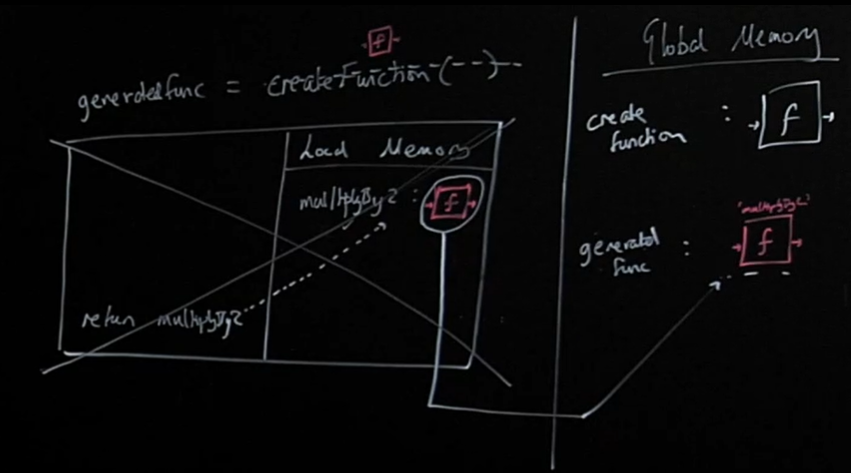 f
generatedfunc = createFunction(--)
Local Memory
multiplyBy2 : f
return multiplyBy2
Global Memory
create function : f
'multiplyBy2'
generated func : f